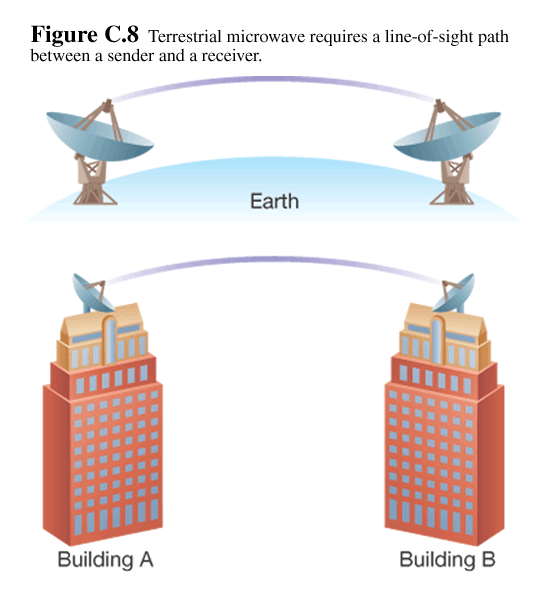 Figure C.8 Terrestrial microwave requires a line-of-sight path
between a sender and a receiver.
Earth
Building A
Building B